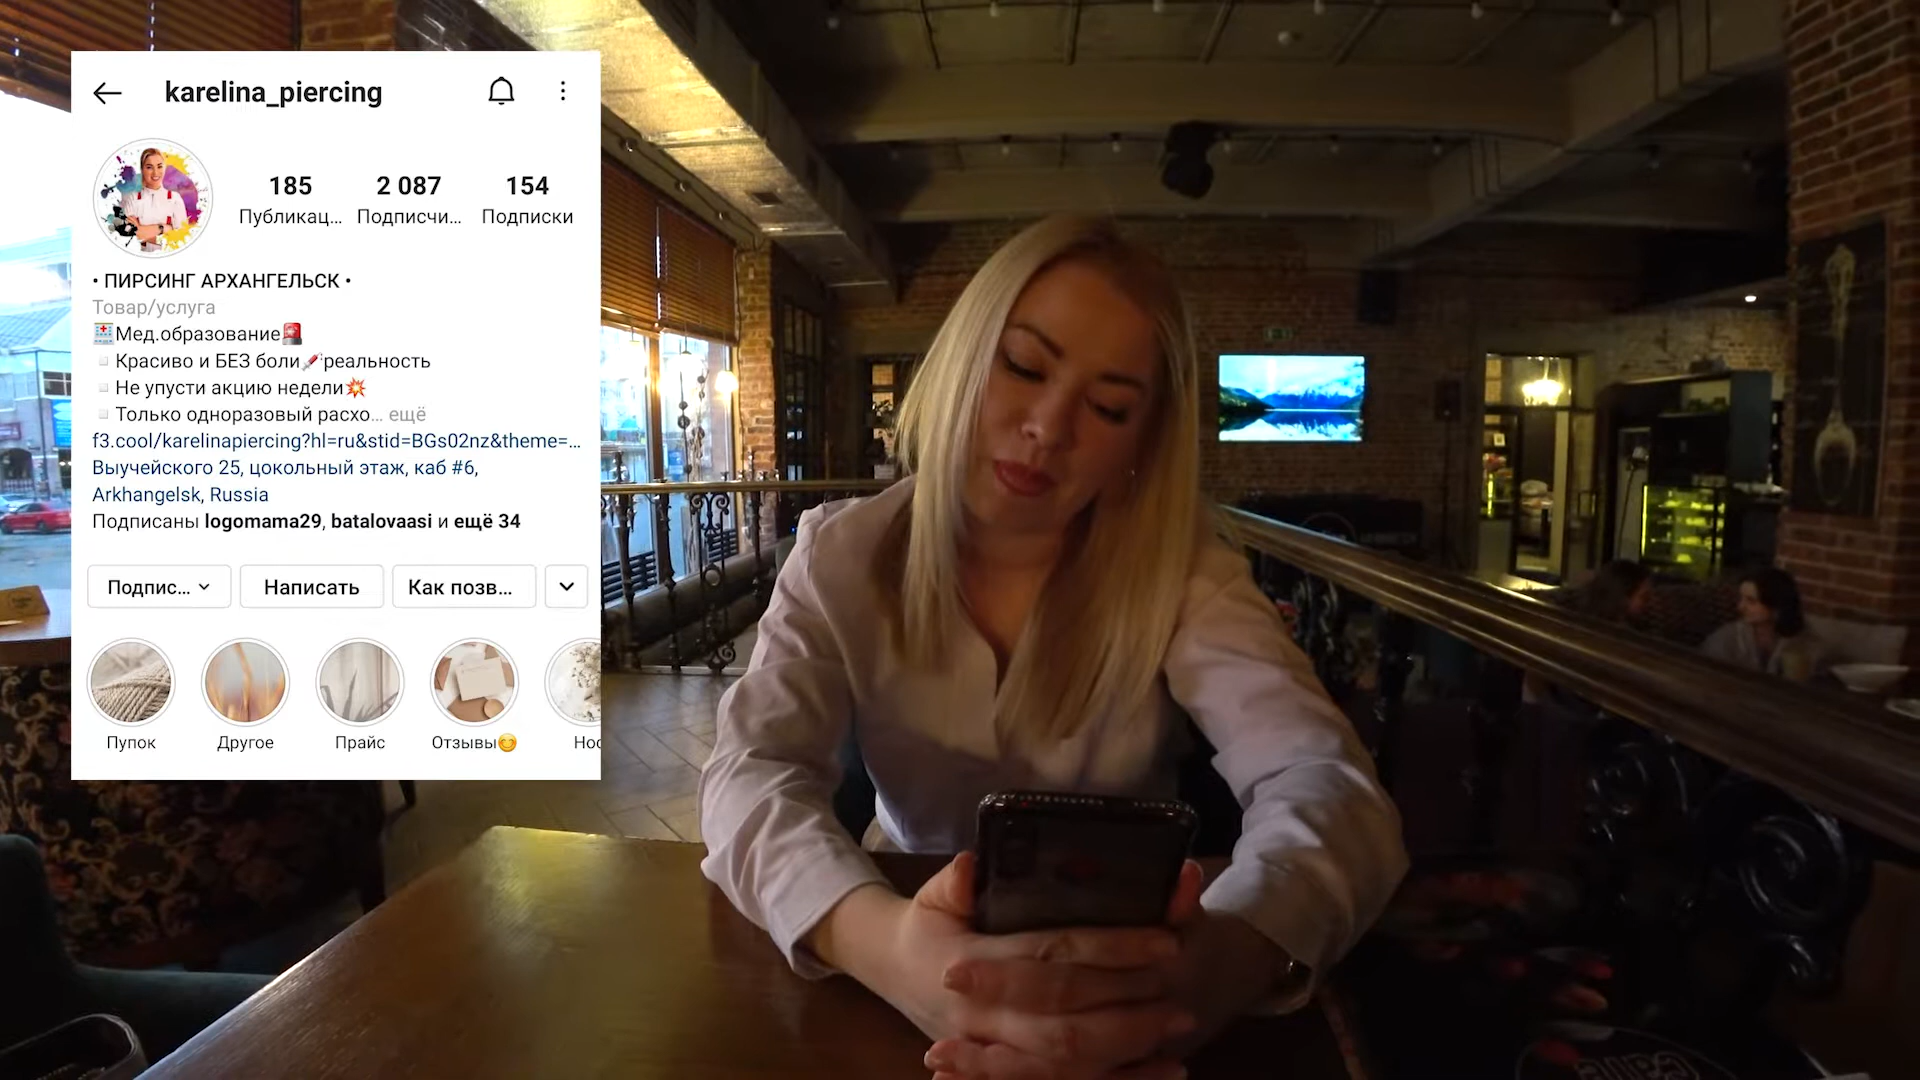 karelina_piercing
185 2 087 154
Публикац... Подписчи... Подписки
• ПИРСИНГ АРХАНГЕЛЬСК •
Товар/услуга
🏥Мед.образование🚨
▫️Красиво и БЕЗ боли💉реальность
▫️Не упусти акцию недели💥
▫️Только одноразовый расхо... ещё
f3.cool/karelinapiercing?hl=ru&stid=BGs02nz&theme=...
Выучейского 25, цокольный этаж, каб #6,
Arkhangelsk, Russia
Подписаны logomama29, batalovaasi и ещё 34
Подпис... Написать Как позв...
Пупок Другое Прайс Отзывы😊 Нос